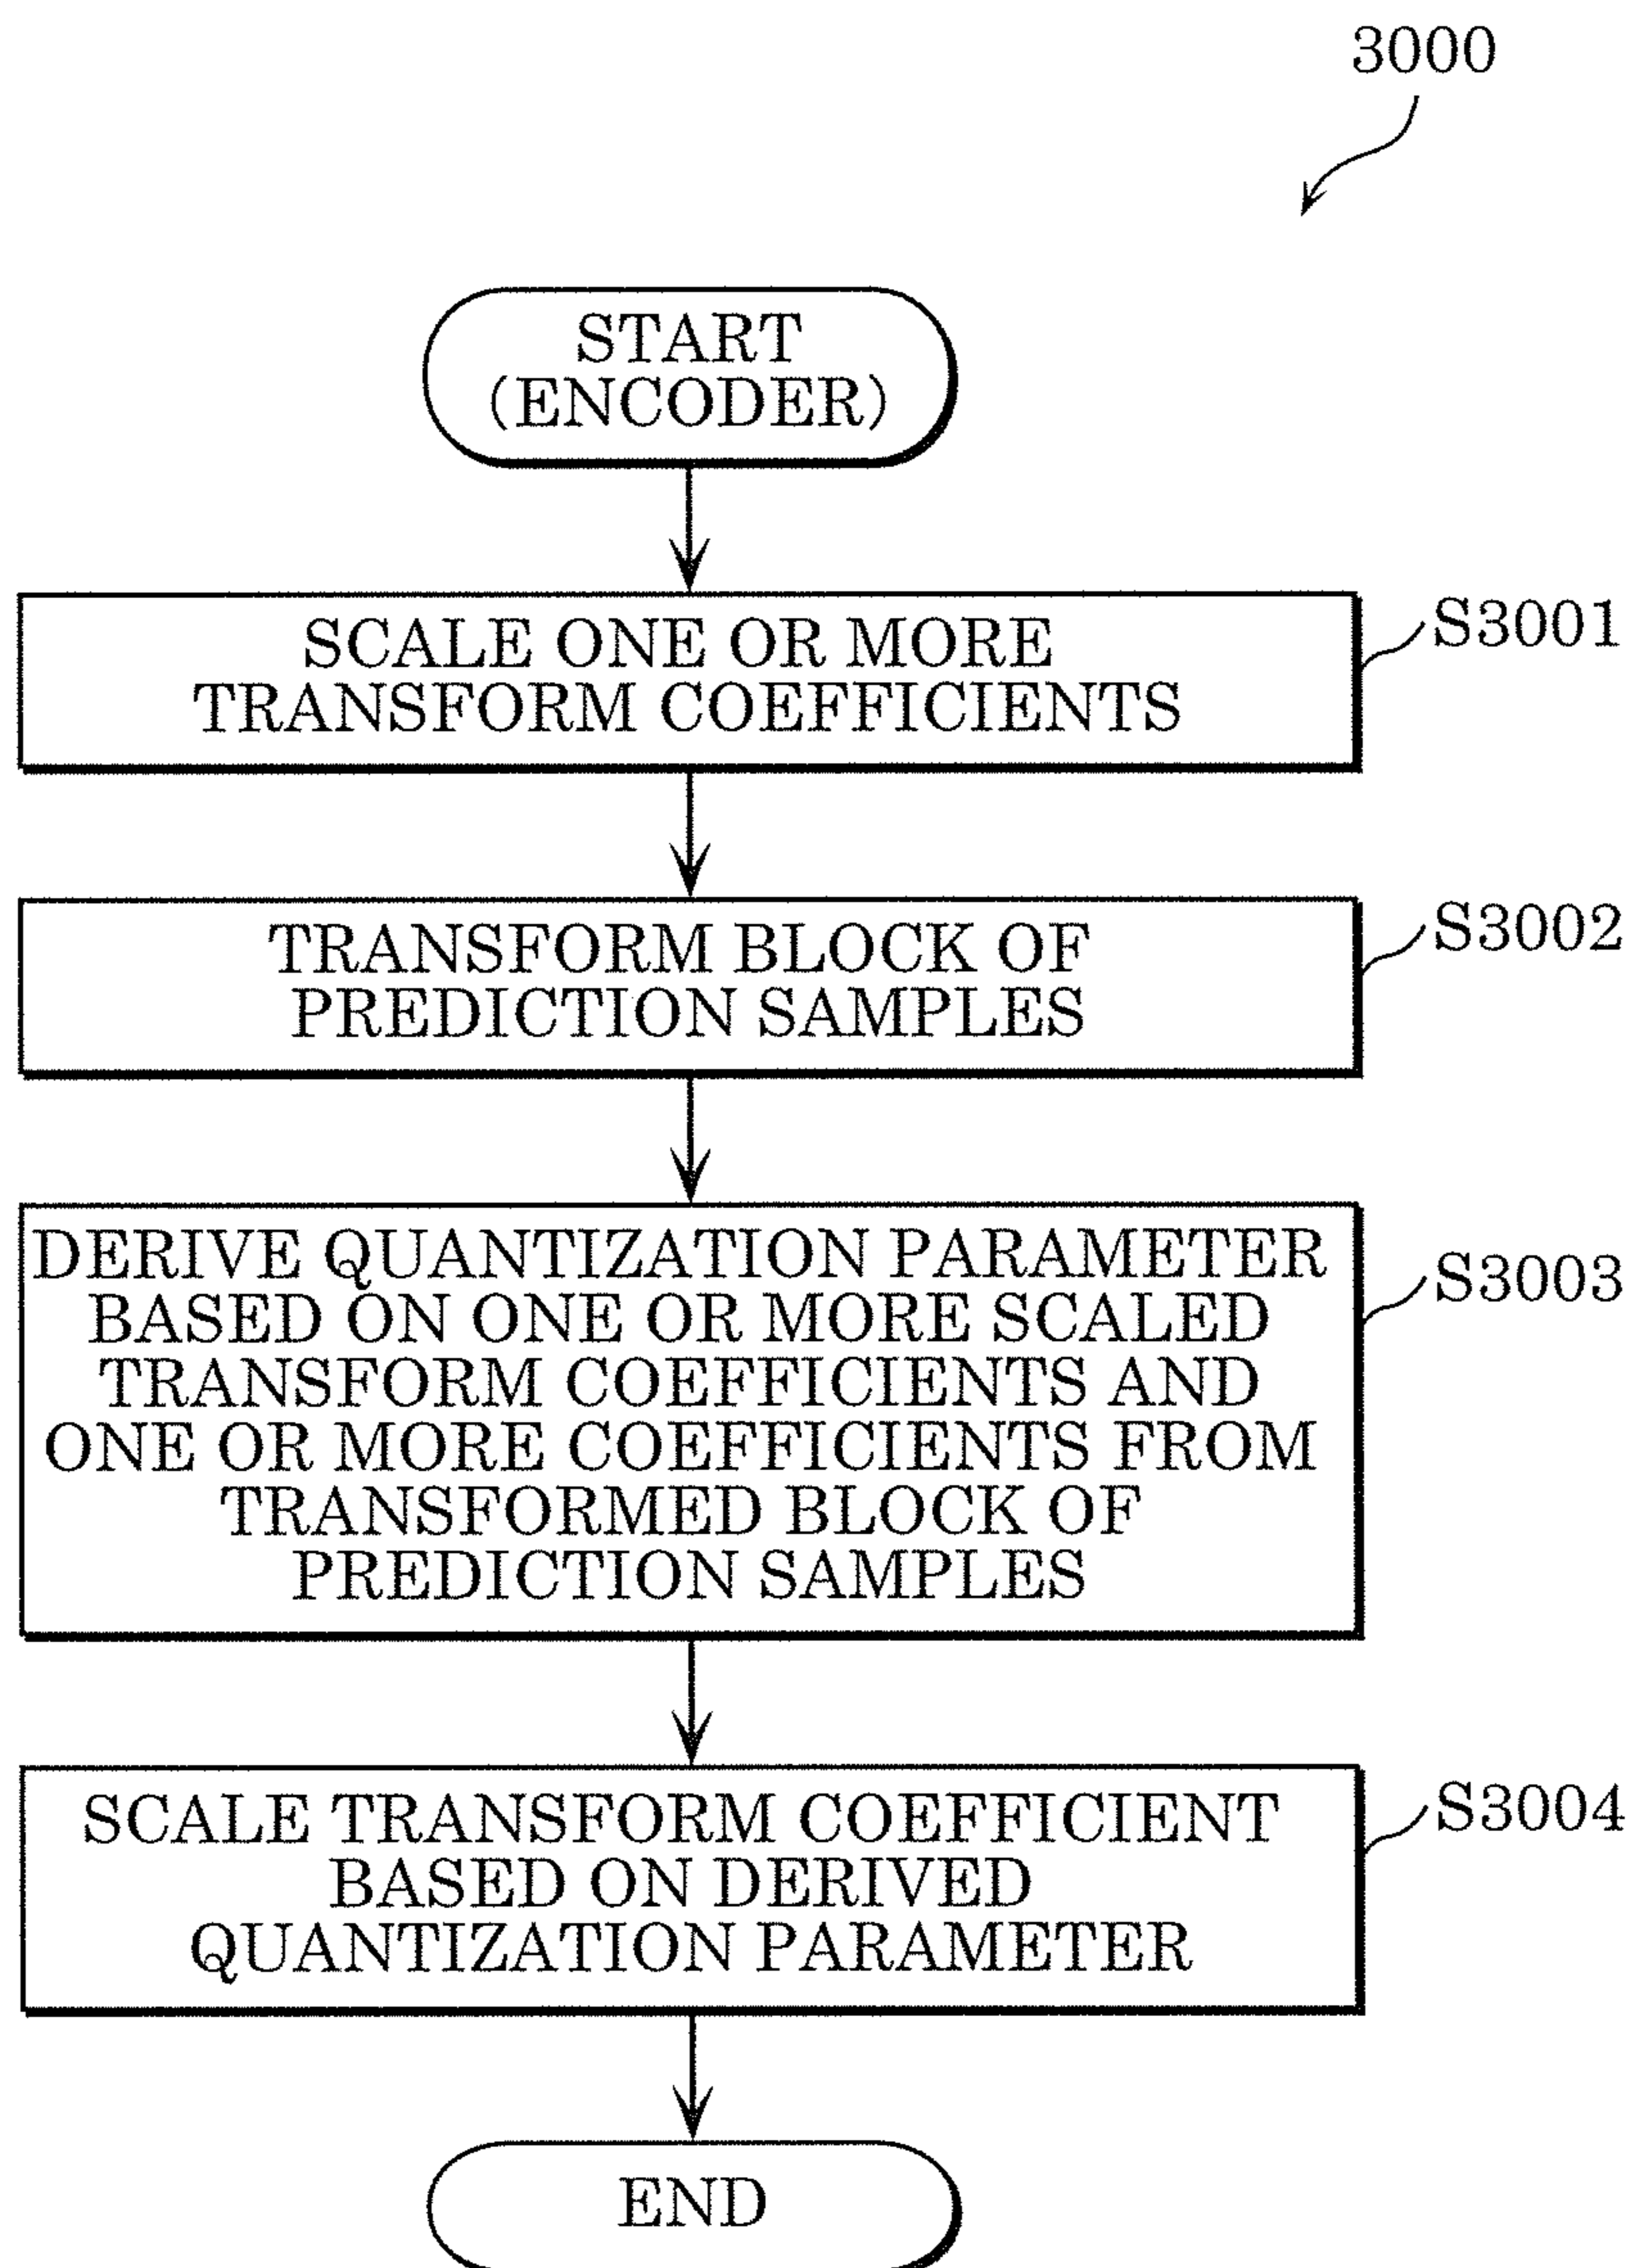 3000
START
(ENCODER)
SCALE ONE OR MORE
TRANSFORM COEFFICIENTS
S3001
TRANSFORM BLOCK OF
PREDICTION SAMPLES
S3002
DERIVE QUANTIZATION PARAMETER
BASED ON ONE OR MORE SCALED
TRANSFORM COEFFICIENTS AND
ONE OR MORE COEFFICIENTS FROM
TRANSFORMED BLOCK OF
PREDICTION SAMPLES
S3003
SCALE TRANSFORM COEFFICIENT
BASED ON DERIVED
QUANTIZATION PARAMETER
S3004
END